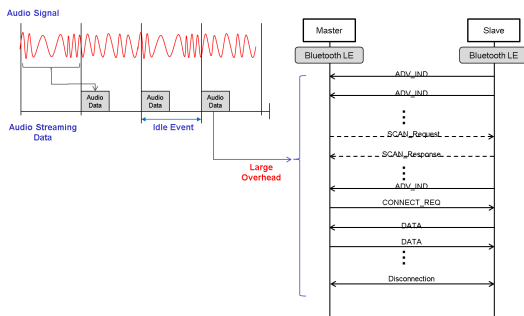 Audio Signal
Audio
Data
Audio
Data
Audio
Data
Audio Streaming
Data
Idle Event
Large
Overhead
Master
Slave
Bluetooth LE
Bluetooth LE
ADV_IND
ADV_IND
SCAN_Request
SCAN_Response
ADV_IND
CONNECT_REQ
DATA
DATA
Disconnection